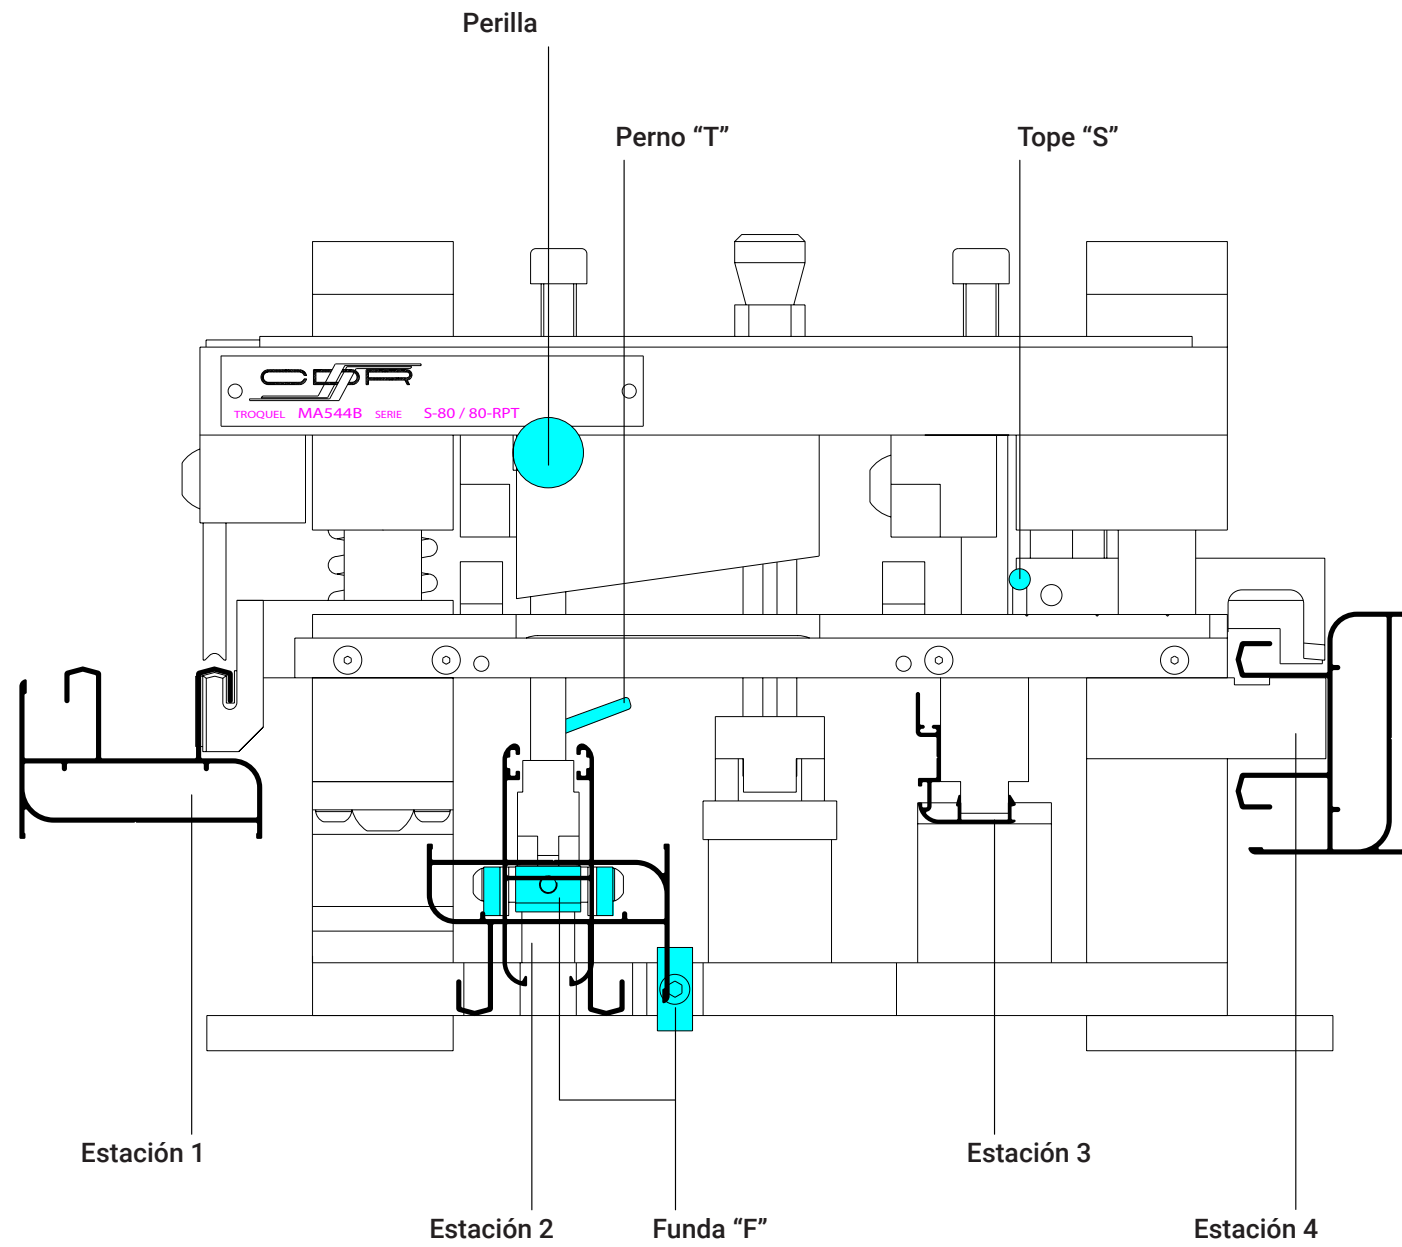 Perilla
Perno “T”
Tope “S”
CDR
TROQUEL MA544B SERIE S-80 / 80-RPT
Estación 1
Estación 3
Estación 2
Funda “F”
Estación 4